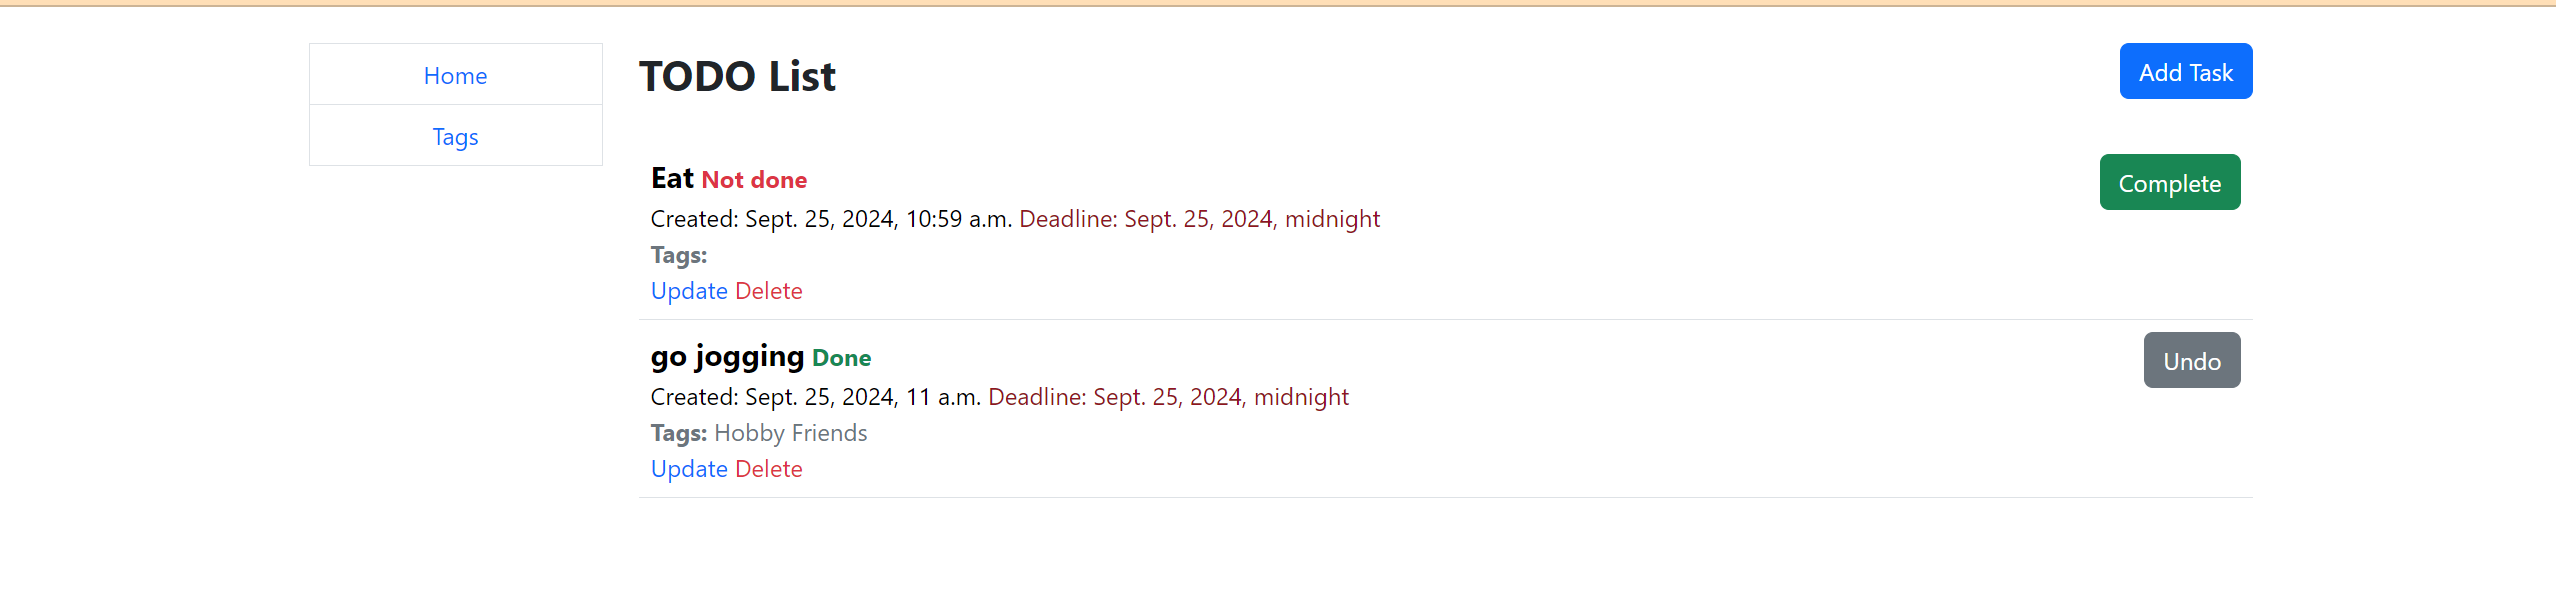 Home
Tags
TODO List
Add Task
Eat Not done
Complete
Created: Sept. 25, 2024, 10:59 a.m. Deadline: Sept. 25, 2024, midnight
Tags:
Update Delete
go jogging Done
Undo
Created: Sept. 25, 2024, 11 a.m. Deadline: Sept. 25, 2024, midnight
Tags: Hobby Friends
Update Delete